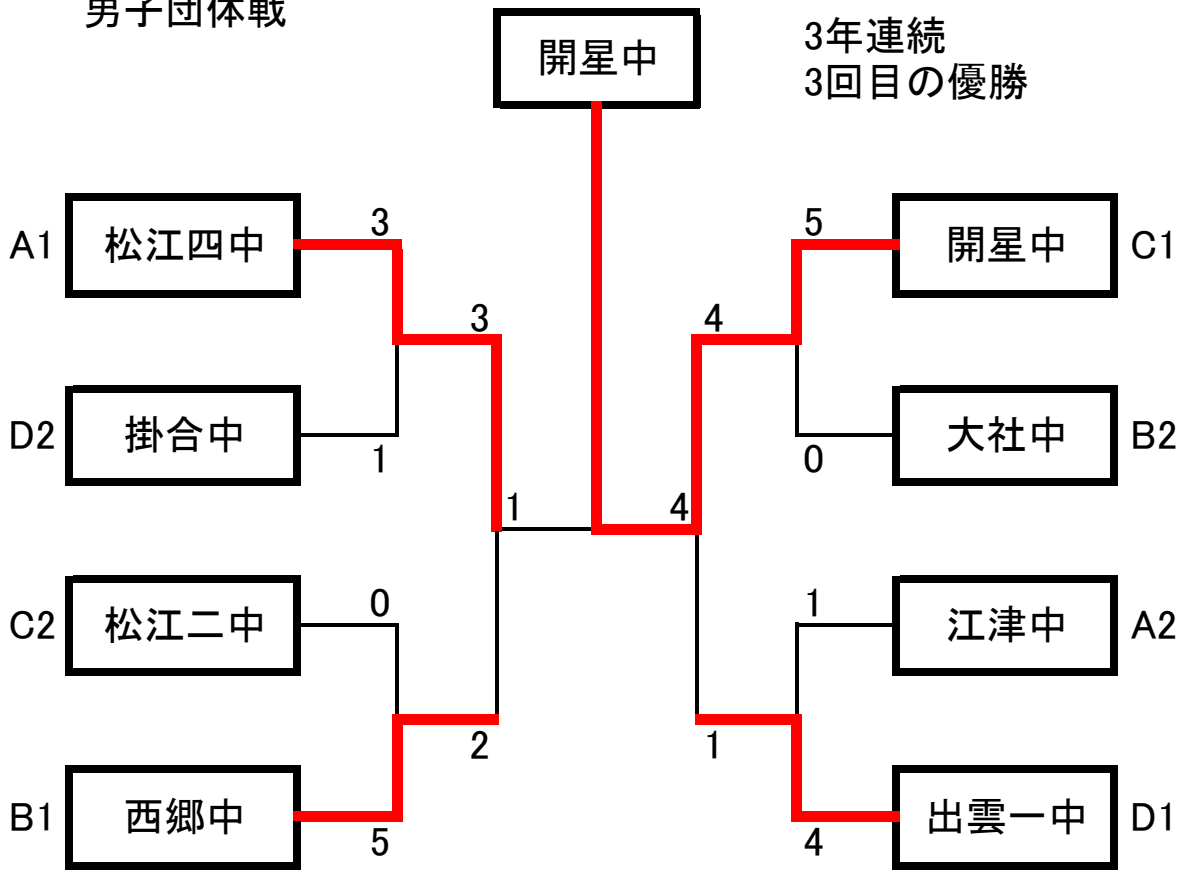 男子団体戦
開星中
3年連続
3回目の優勝
A1 松江四中 3 5 開星中 C1
3 4
D2 掛合中 1 0 大社中 B2
1 4
C2 松江二中 0 1 江津中 A2
2 1
B1 西郷中 5 4 出雲一中 D1